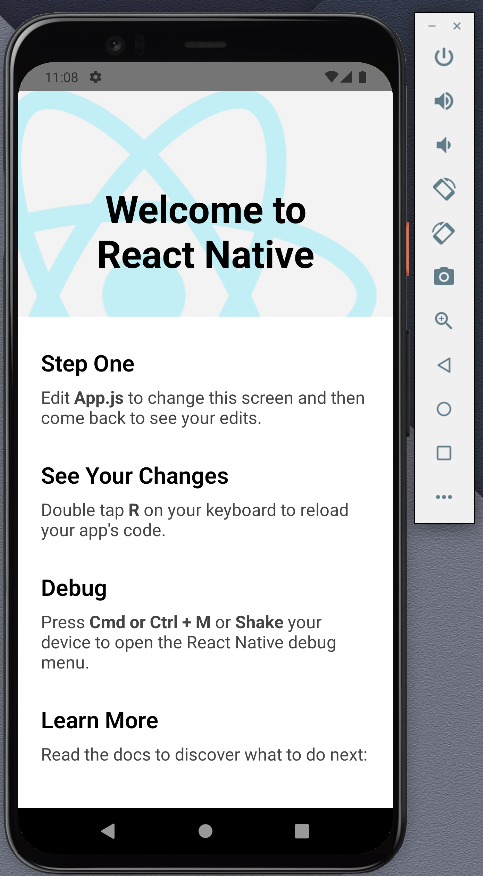 11:08
Welcome to
React Native
Step One
Edit App.js to change this screen and then
come back to see your edits.
See Your Changes
Double tap R on your keyboard to reload
your app's code.
Debug
Press Cmd or Ctrl + M or Shake your
device to open the React Native debug
menu.
Learn More
Read the docs to discover what to do next: